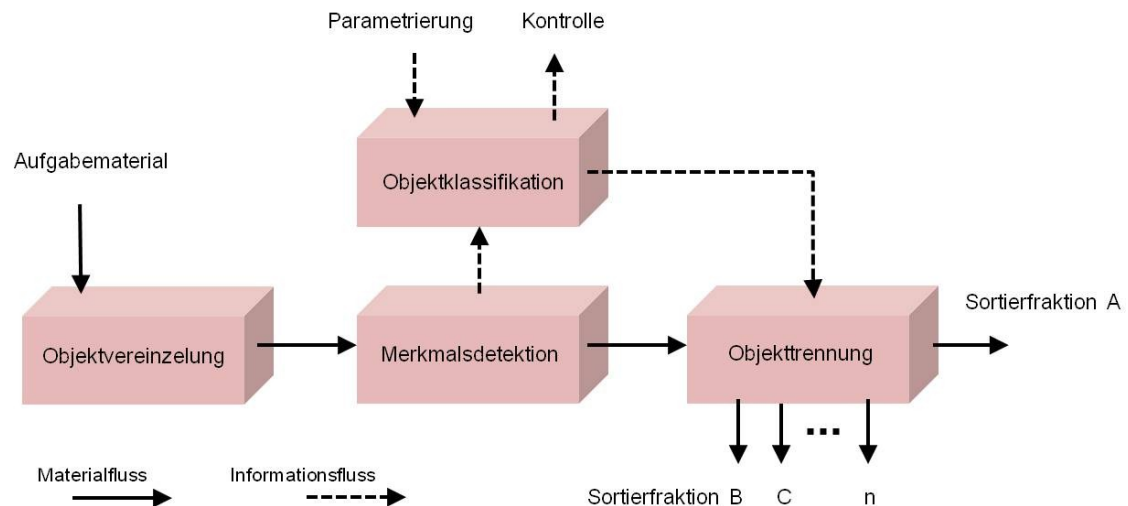 Parametrierung Kontrolle
Aufgabematerial
Objektklassifikation
Sortierfraktion A
Objektvereinzelung Merkmalsdetektion Objekttrennung
...
Materialfluss Informationsfluss
Sortierfraktion B C n